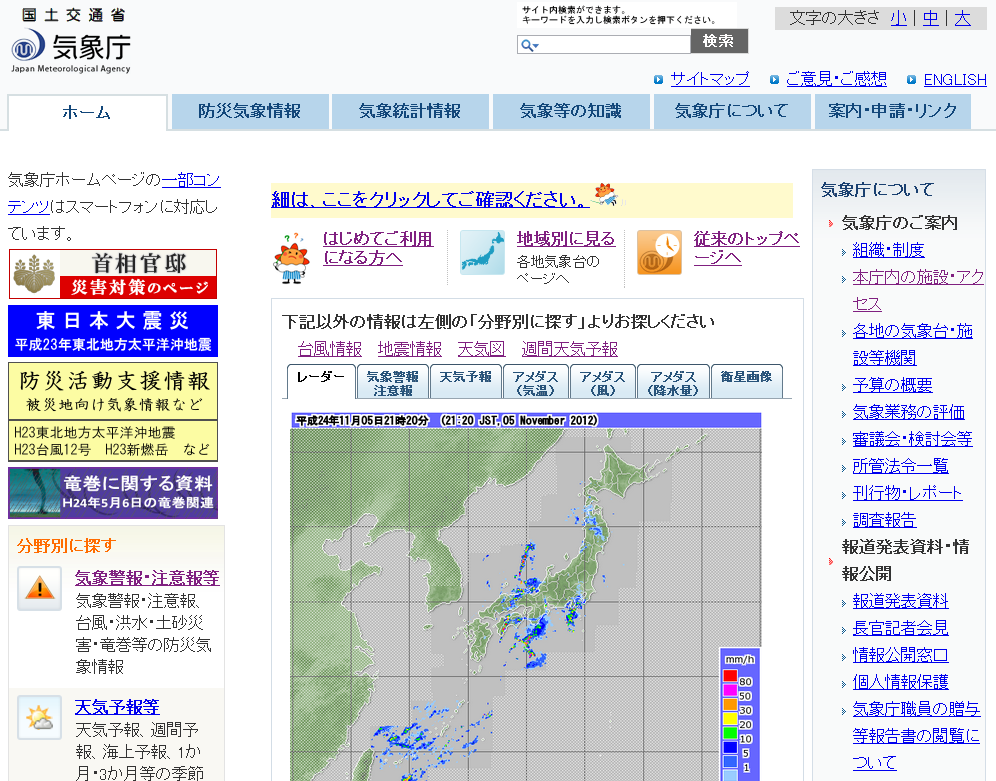 国土交通省
気象庁
Japan Meteorological Agency
サイト内検索ができます。
キーワードを入力し検索ボタンを押下ください。
検索
文字の大きさ 小 | 中 | 大
サイトマップ
ご意見・ご感想
ENGLISH
ホーム
防災気象情報
気象統計情報
気象等の知識
気象庁について
案内・申請・リンク
気象庁ホームページの一部コン
テンツはスマートフォンに対応し
ています。
首相官邸
災害対策のページ
東日本大震災
平成23年東北地方太平洋沖地震
防災活動支援情報
被災地向け気象情報など
H23東北地方太平洋沖地震
H23台風12号 H23新燃岳 など
竜巻に関する資料
H24年5月6日の竜巻関連
分野別に探す
気象警報・注意報等
気象警報・注意報、
台風・洪水・土砂災
害・竜巻等の防災気
象情報
天気予報等
天気予報、週間予
報、海上予報、1か
月・3か月等の季節
細は、ここをクリックしてご確認ください。
はじめてご利用
になる方へ
地域別に見る
各地気象台の
ページへ
従来のトップペ
ージへ
下記以外の情報は左側の「分野別に探す」よりお探しください
台風情報
地震情報
天気図
週間天気予報
レーダー
気象警報
注意報
天気予報
アメダス
（気温）
アメダス
（風）
アメダス
（降水量）
衛星画像
平成24年11月05日21時20分 (21:20 JST,05 November 2012)
mm/h
80
50
30
20
10
5
1
気象庁について
気象庁のご案内
組織・制度
本庁内の施設・アク
セス
各地の気象台・施
設等機関
予算の概要
気象業務の評価
審議会・検討会等
所管法令一覧
刊行物・レポート
調査報告
報道発表資料・情
報公開
報道発表資料
長官記者会見
情報公開窓口
個人情報保護
気象庁職員の贈与
等報告書の閲覧に
ついて